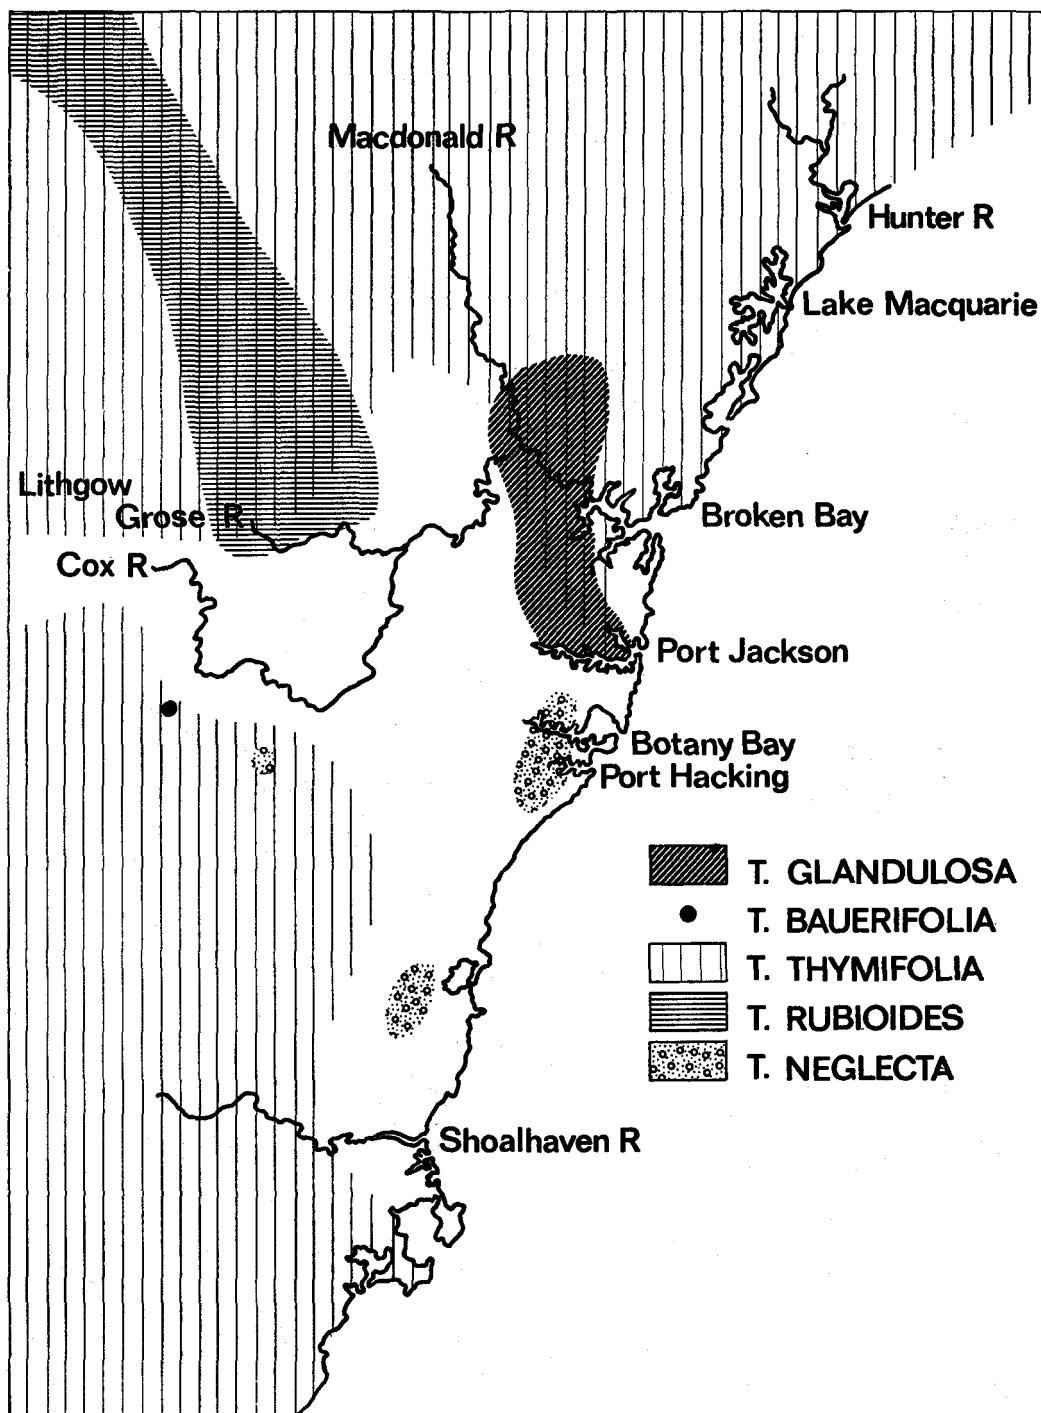 Macdonald R
Hunter R
Lake Macquarie
Lithgow
Grose R
Broken Bay
Cox R
Port Jackson
Botany Bay
Port Hacking
T. GLANDULOSA
T. BAUERIFOLIA
T. THYMIFOLIA
T. RUBIOIDES
T. NEGLECTA
Shoalhaven R